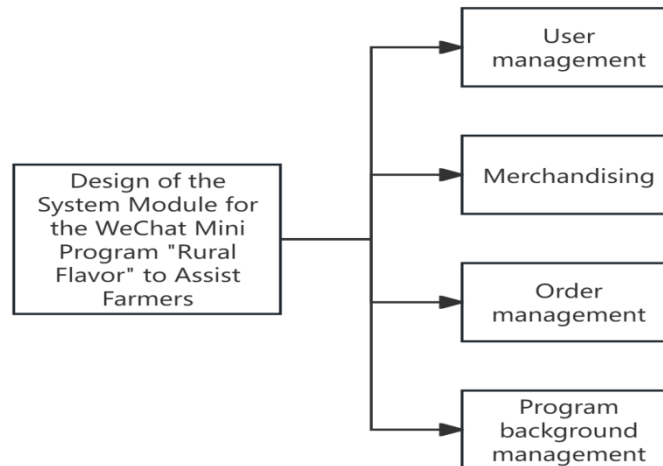 User
management
Merchandising
Design of the
System Module for
the WeChat Mini
Program "Rural
Flavor" to Assist
Farmers
Order
management
Program
background
management